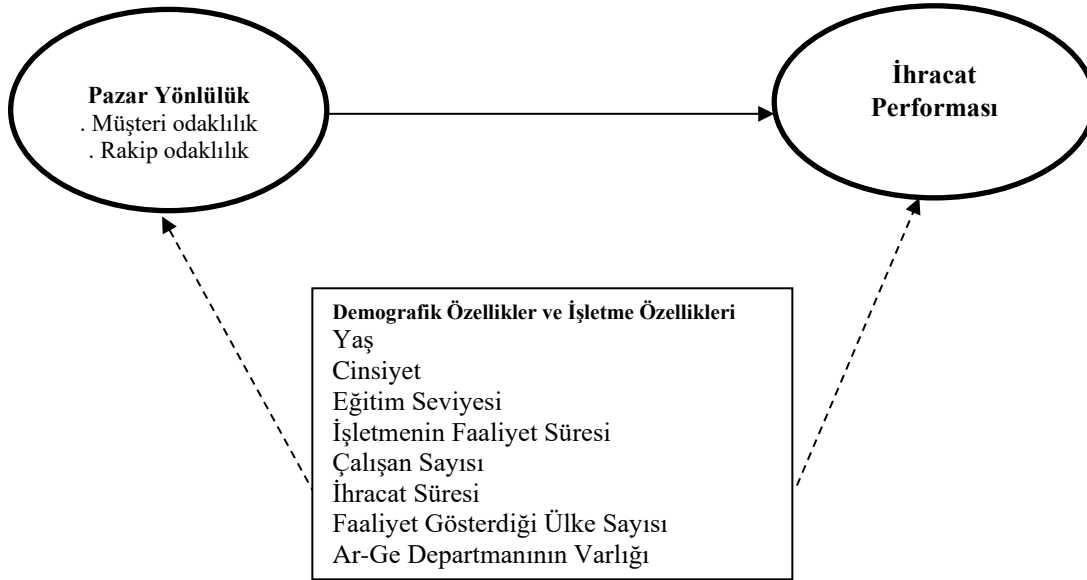 Pazar Yönlülük
. Müşteri odaklılık
. Rakip odaklılık
İhracat
Performası
Demografik Özellikler ve İşletme Özellikleri
Yaş
Cinsiyet
Eğitim Seviyesi
İşletmenin Faaliyet Süresi
Çalışan Sayısı
İhracat Süresi
Faaliyet Gösterdiği Ülke Sayısı
Ar-Ge Departmanının Varlığı